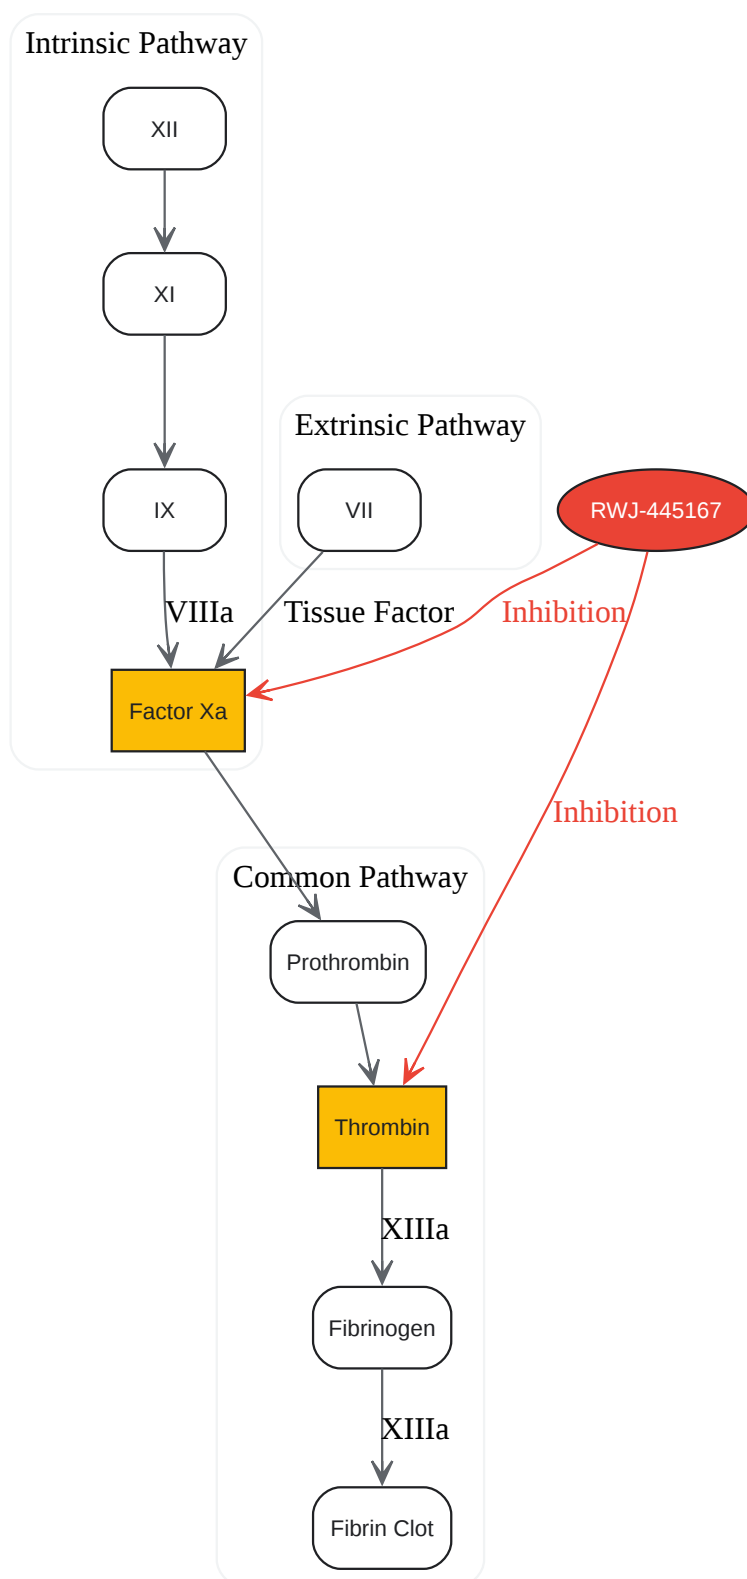 Intrinsic Pathway
XII
XI
Extrinsic Pathway
IX
VII
RWJ-445167
VIIIa
Tissue Factor
Inhibition
Factor Xa
Inhibition
Common Pathway
Prothrombin
Thrombin
XIIIa
Fibrinogen
XIIIa
Fibrin Clot